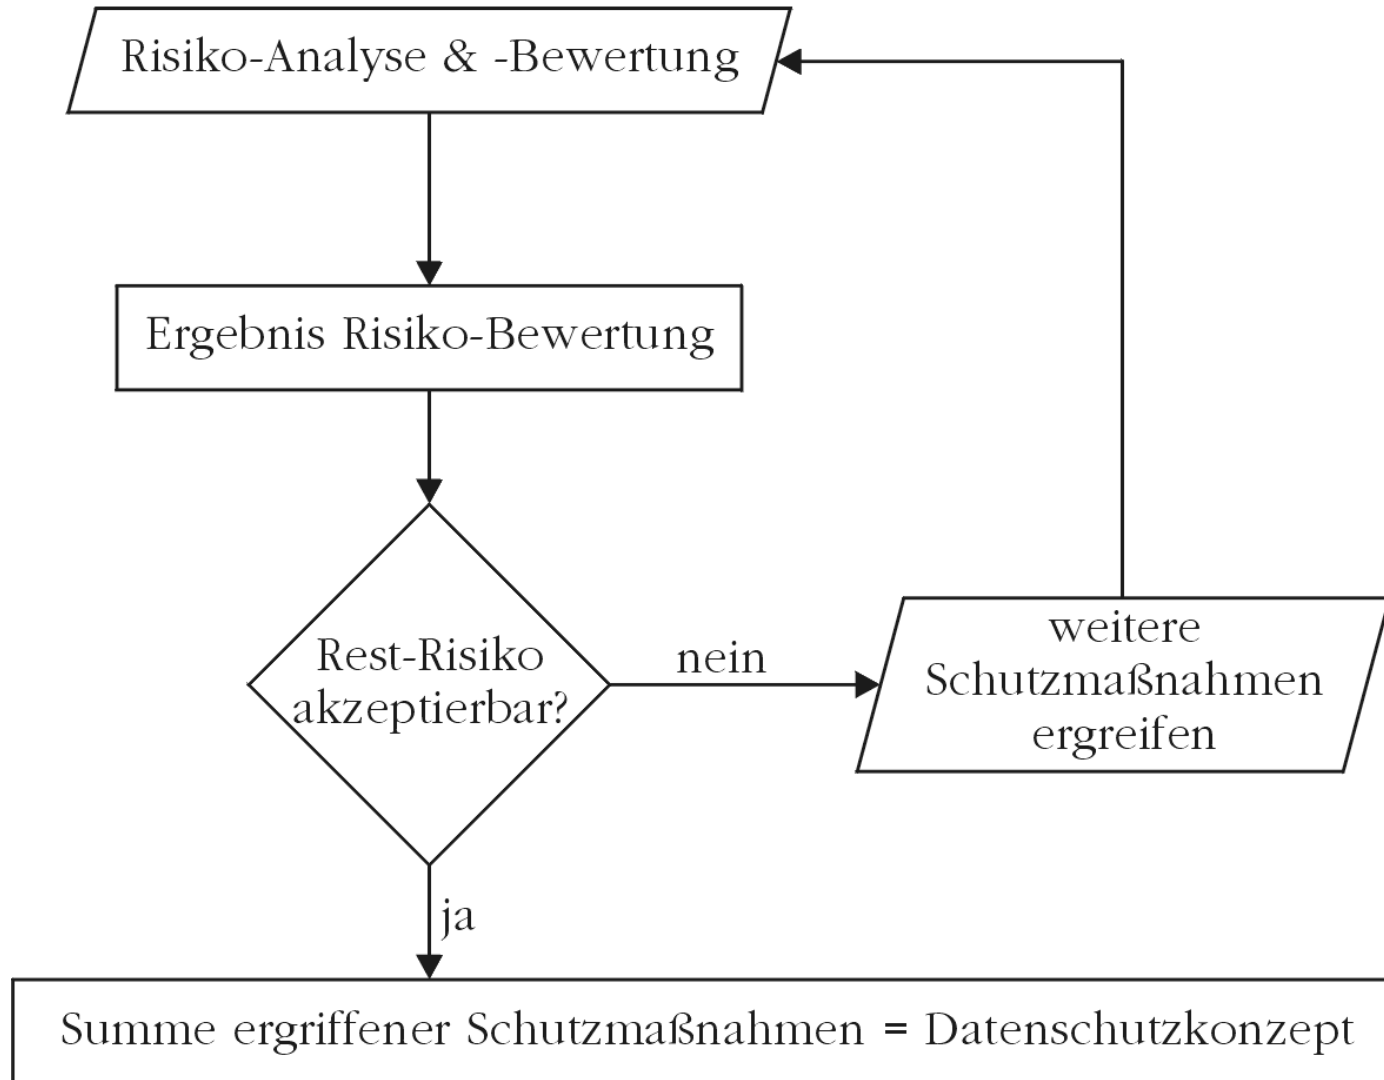 Risiko-Analyse & -Bewertung
Ergebnis Risiko-Bewertung
Rest-Risiko
akzeptierbar?
nein
weitere
Schutzmaßnahmen
ergreifen
ja
Summe ergriffener Schutzmaßnahmen = Datenschutzkonzept